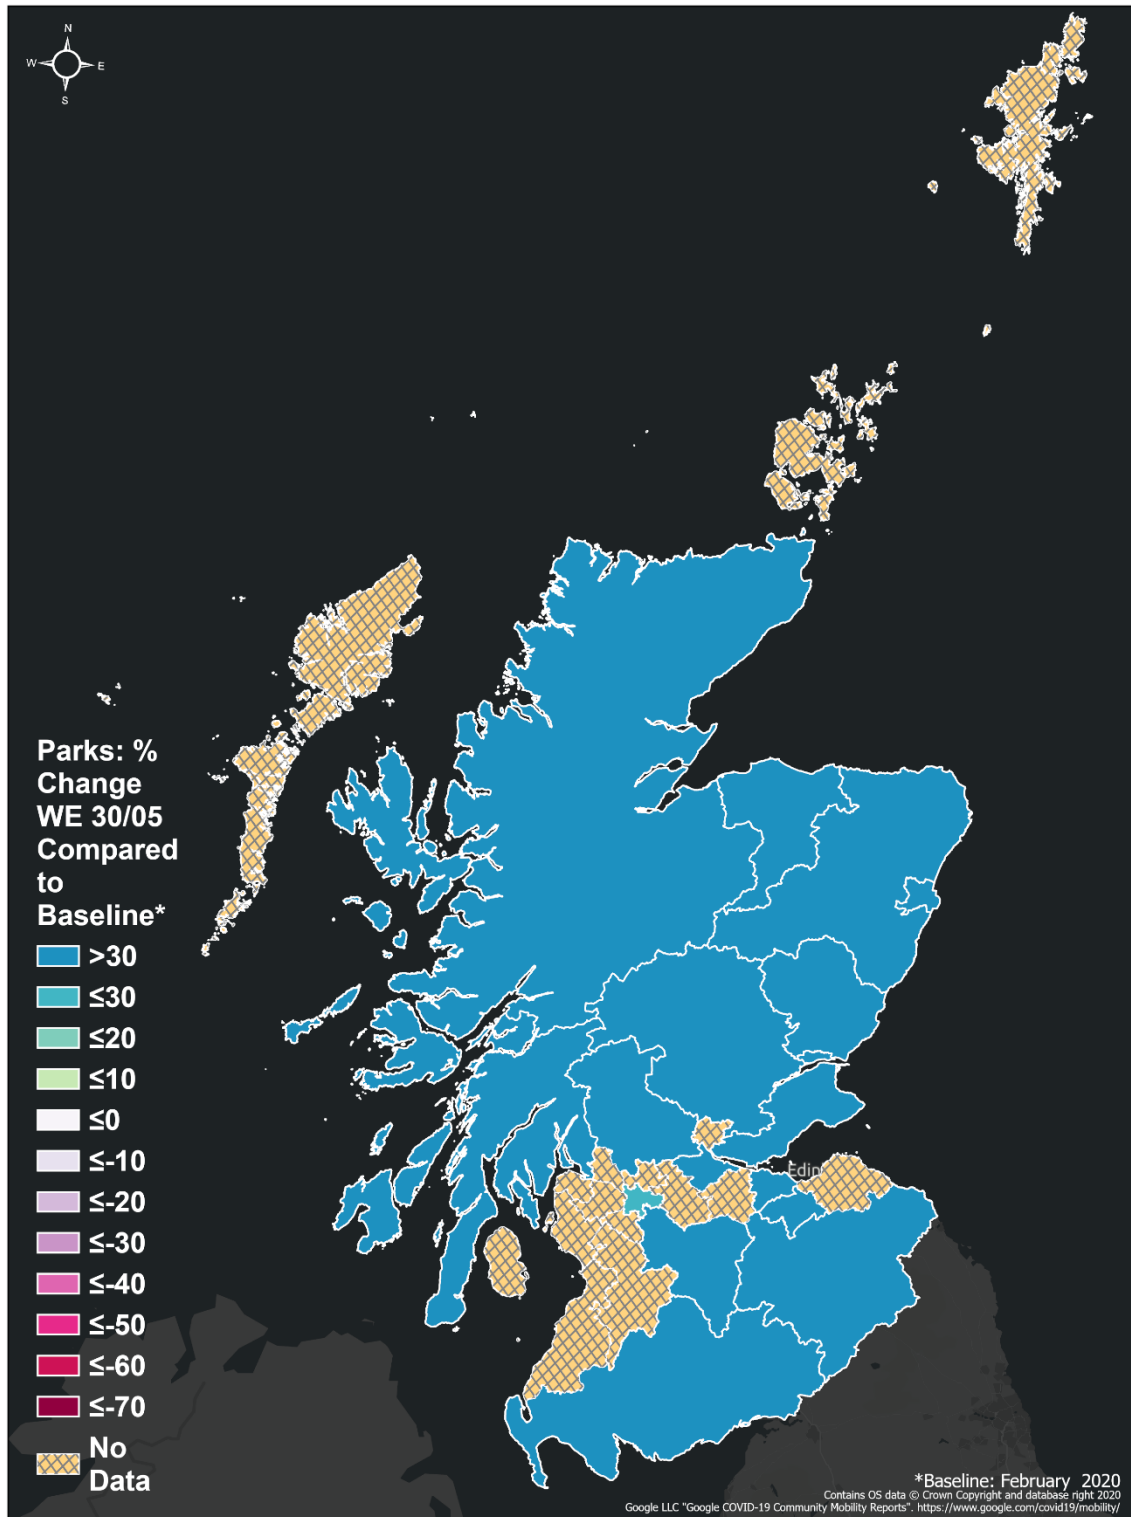 N
W E
S
Parks: %
Change
WE 30/05
Compared
to
Baseline*
>30
≤30
≤20
≤10
≤0
≤-10
≤-20
≤-30
≤-40
≤-50
≤-60
≤-70
No
Data
Edin
*Baseline: February 2020
Contains OS data © Crown Copyright and database right 2020
Google LLC "Google COVID-19 Community Mobility Reports". https://www.google.com/covid19/mobility/